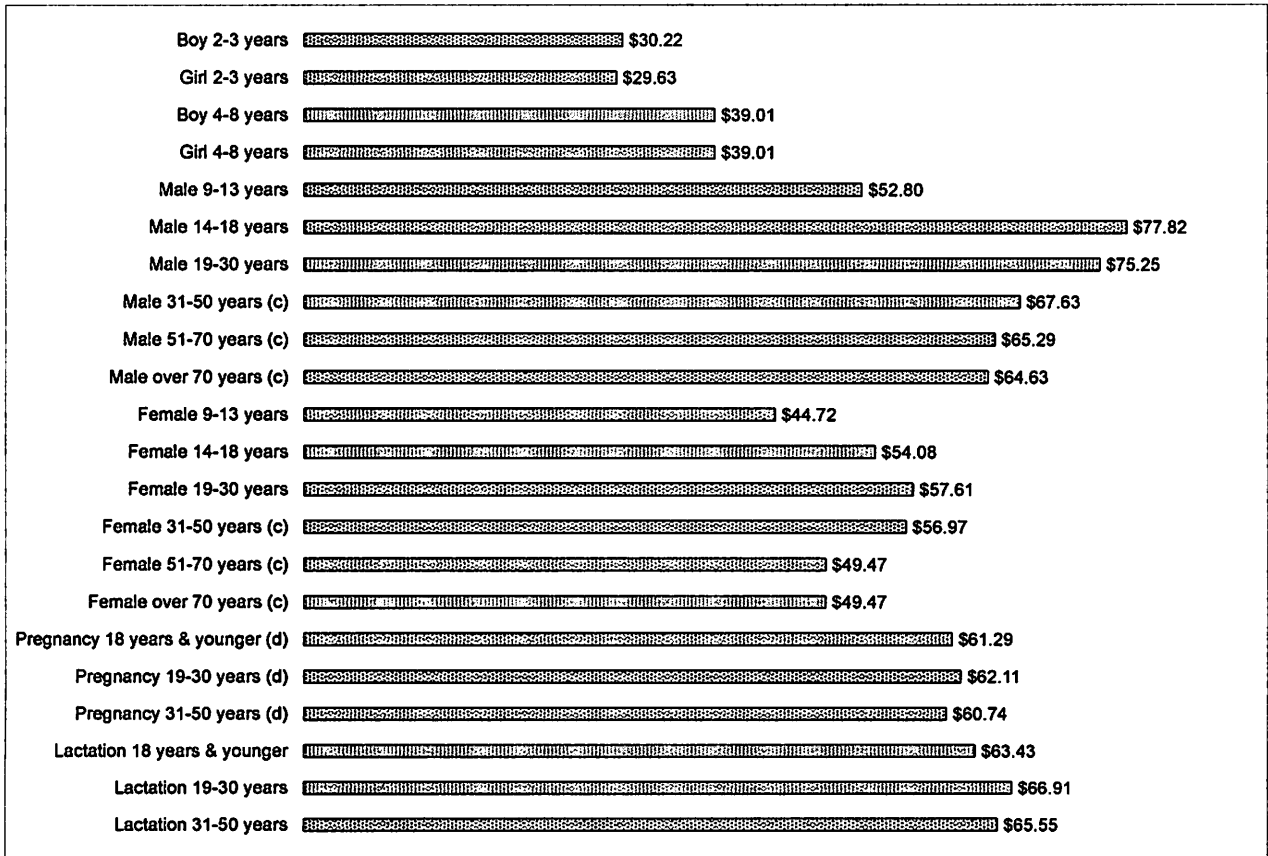 Boy 2-3 years $30.22
Girl 2-3 years $29.63
Boy 4-8 years $39.01
Girl 4-8 years $39.01
Male 9-13 years $52.80
Male 14-18 years $77.82
Male 19-30 years $75.25
Male 31-50 years (c) $67.63
Male 51-70 years (c) $65.29
Male over 70 years (c) $64.63
Female 9-13 years $44.72
Female 14-18 years $54.08
Female 19-30 years $57.61
Female 31-50 years (c) $56.97
Female 51-70 years (c) $49.47
Female over 70 years (c) $49.47
Pregnancy 18 years & younger (d) $61.29
Pregnancy 19-30 years (d) $62.11
Pregnancy 31-50 years (d) $60.74
Lactation 18 years & younger $63.43
Lactation 19-30 years $66.91
Lactation 31-50 years $65.55